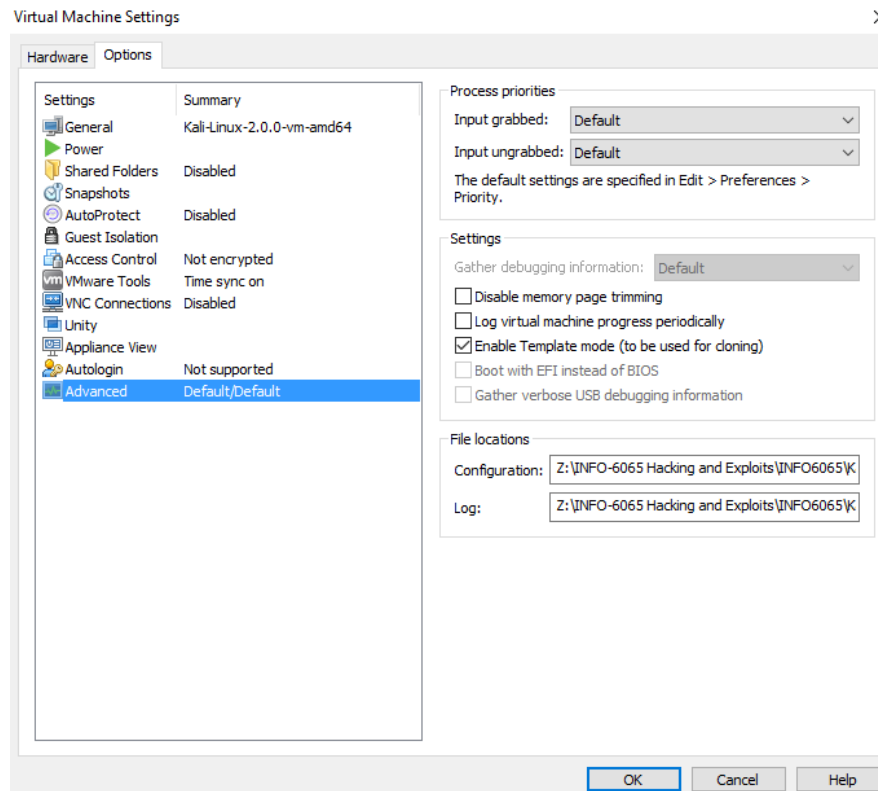 Virtual Machine Settings
Hardware Options
Settings Summary
General Kali-Linux-2.0.0-vm-amd64
Power
Shared Folders Disabled
Snapshots
AutoProtect Disabled
Guest Isolation
Access Control Not encrypted
vm VMware Tools Time sync on
VNC Connections Disabled
Unity
Appliance View
Autologin Not supported
Advanced Default/Default
Process priorities
Input grabbed: Default
Input ungrabbed: Default
The default settings are specified in Edit > Preferences >
Priority.
Settings
Gather debugging information: Default
Disable memory page trimming
Log virtual machine progress periodically
Enable Template mode (to be used for cloning)
Boot with EFI instead of BIOS
Gather verbose USB debugging information
File locations
Configuration: Z:\INFO-6065 Hacking and Exploits\INFO6065\K
Log: Z:\INFO-6065 Hacking and Exploits\INFO6065\K
OK Cancel Help